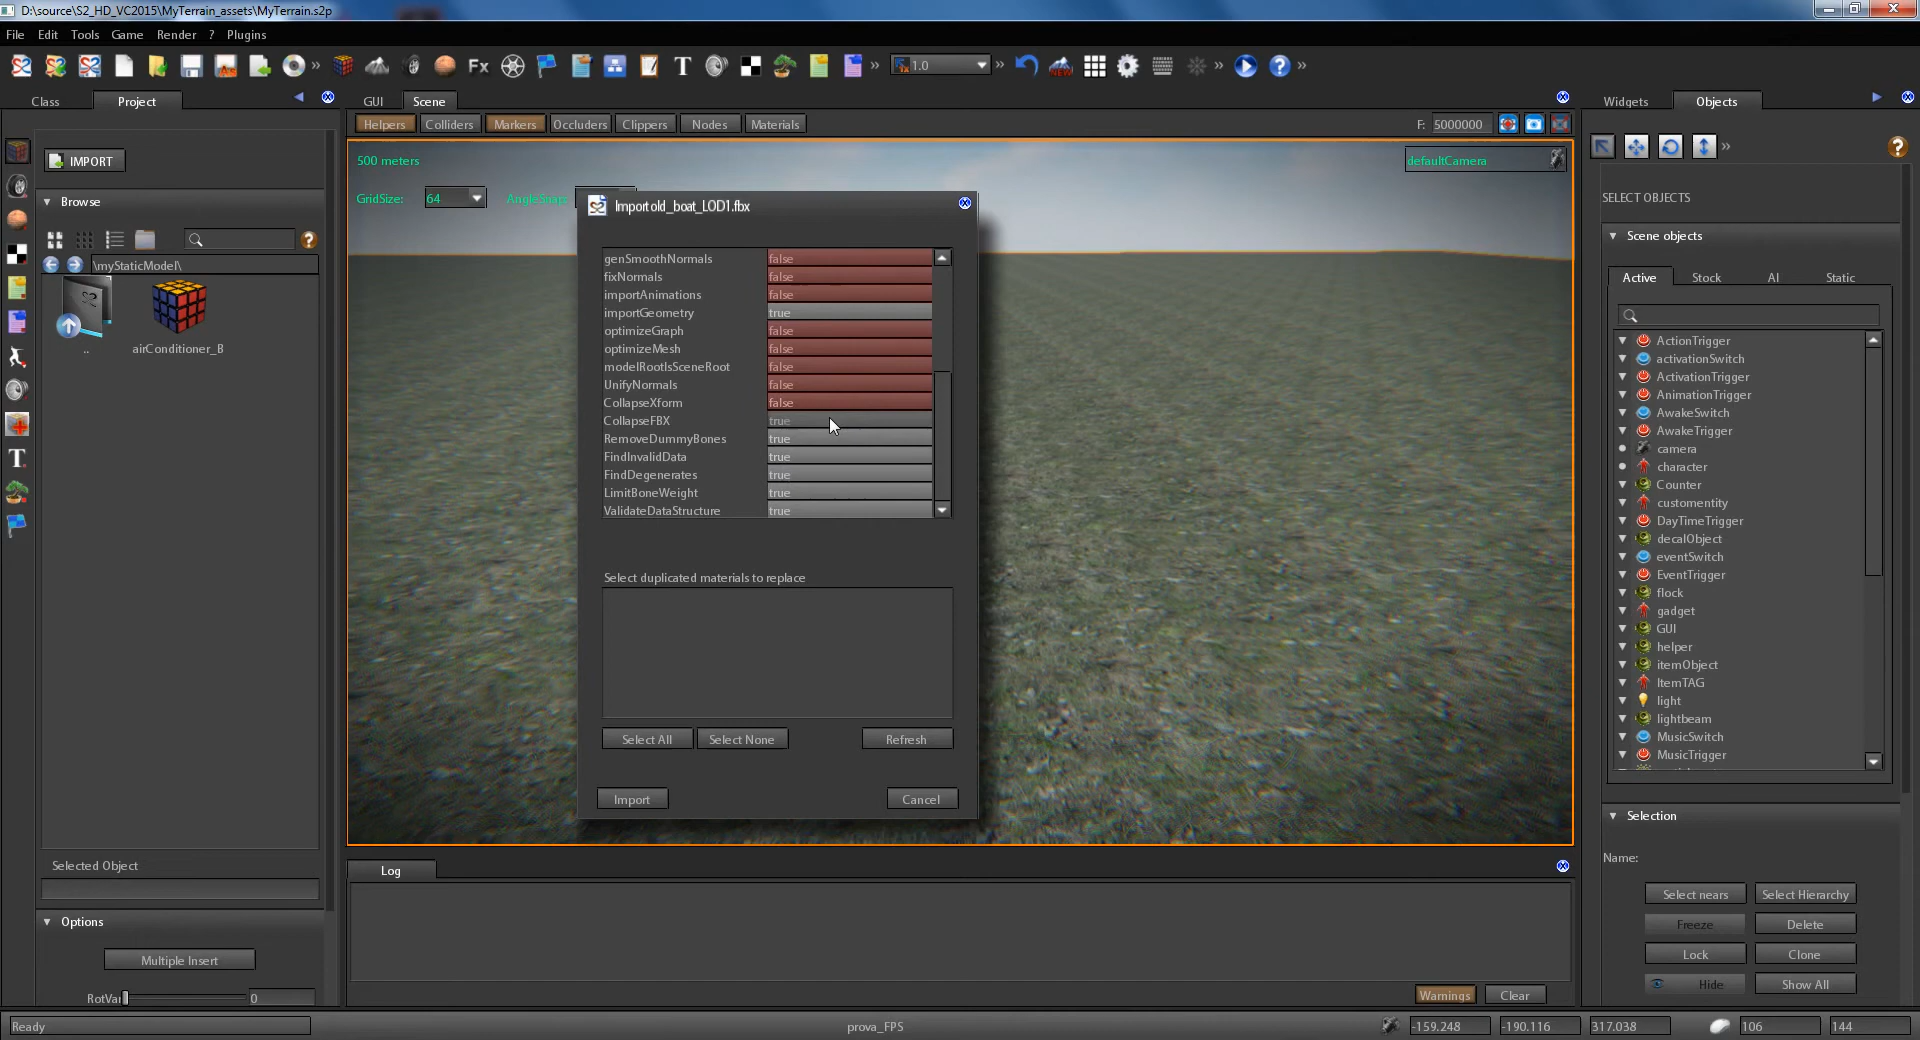 D:\source\S2_HD_VC2015\MyTerrain_assets\MyTerrain.s2p
File Edit Tools Game Render ? Plugins
Fx T 1.0
Class Project
GUI Scene
Widgets Objects
Helpers Colliders Markers Occluders Clippers Nodes Materials F: 5000000
IMPORT
Browse
\myStaticModel\
..
airConditioner_B
Selected Object
Options
Multiple Insert
RotVar 0
500 meters
defaultCamera
GridSize: 64 AngleSnap:
Import old_boat_LOD1.fbx
genSmoothNormals false
fixNormals false
importAnimations false
importGeometry true
optimizeGraph false
optimizeMesh false
modelRootIsSceneRoot false
UnifyNormals false
CollapseXform false
CollapseFBX true
RemoveDummyBones true
FindInvalidData true
FindDegenerates true
LimitBoneWeight true
ValidateDataStructure true
Select duplicated materials to replace
Select All Select None Refresh
Import Cancel
Log
Warnings Clear
SELECT OBJECTS
Scene objects
Active Stock AI Static
ActionTrigger
activationSwitch
ActivationTrigger
AnimationTrigger
AwakeSwitch
AwakeTrigger
camera
character
Counter
customentity
DayTimeTrigger
decalObject
eventSwitch
EventTrigger
flock
gadget
GUI
helper
itemObject
ItemTAG
light
lightbeam
MusicSwitch
MusicTrigger
Selection
Name:
Select nears Select Hierarchy
Freeze Delete
Lock Clone
Hide Show All
Ready prova_FPS -159.248 -190.116 317.038 106 144